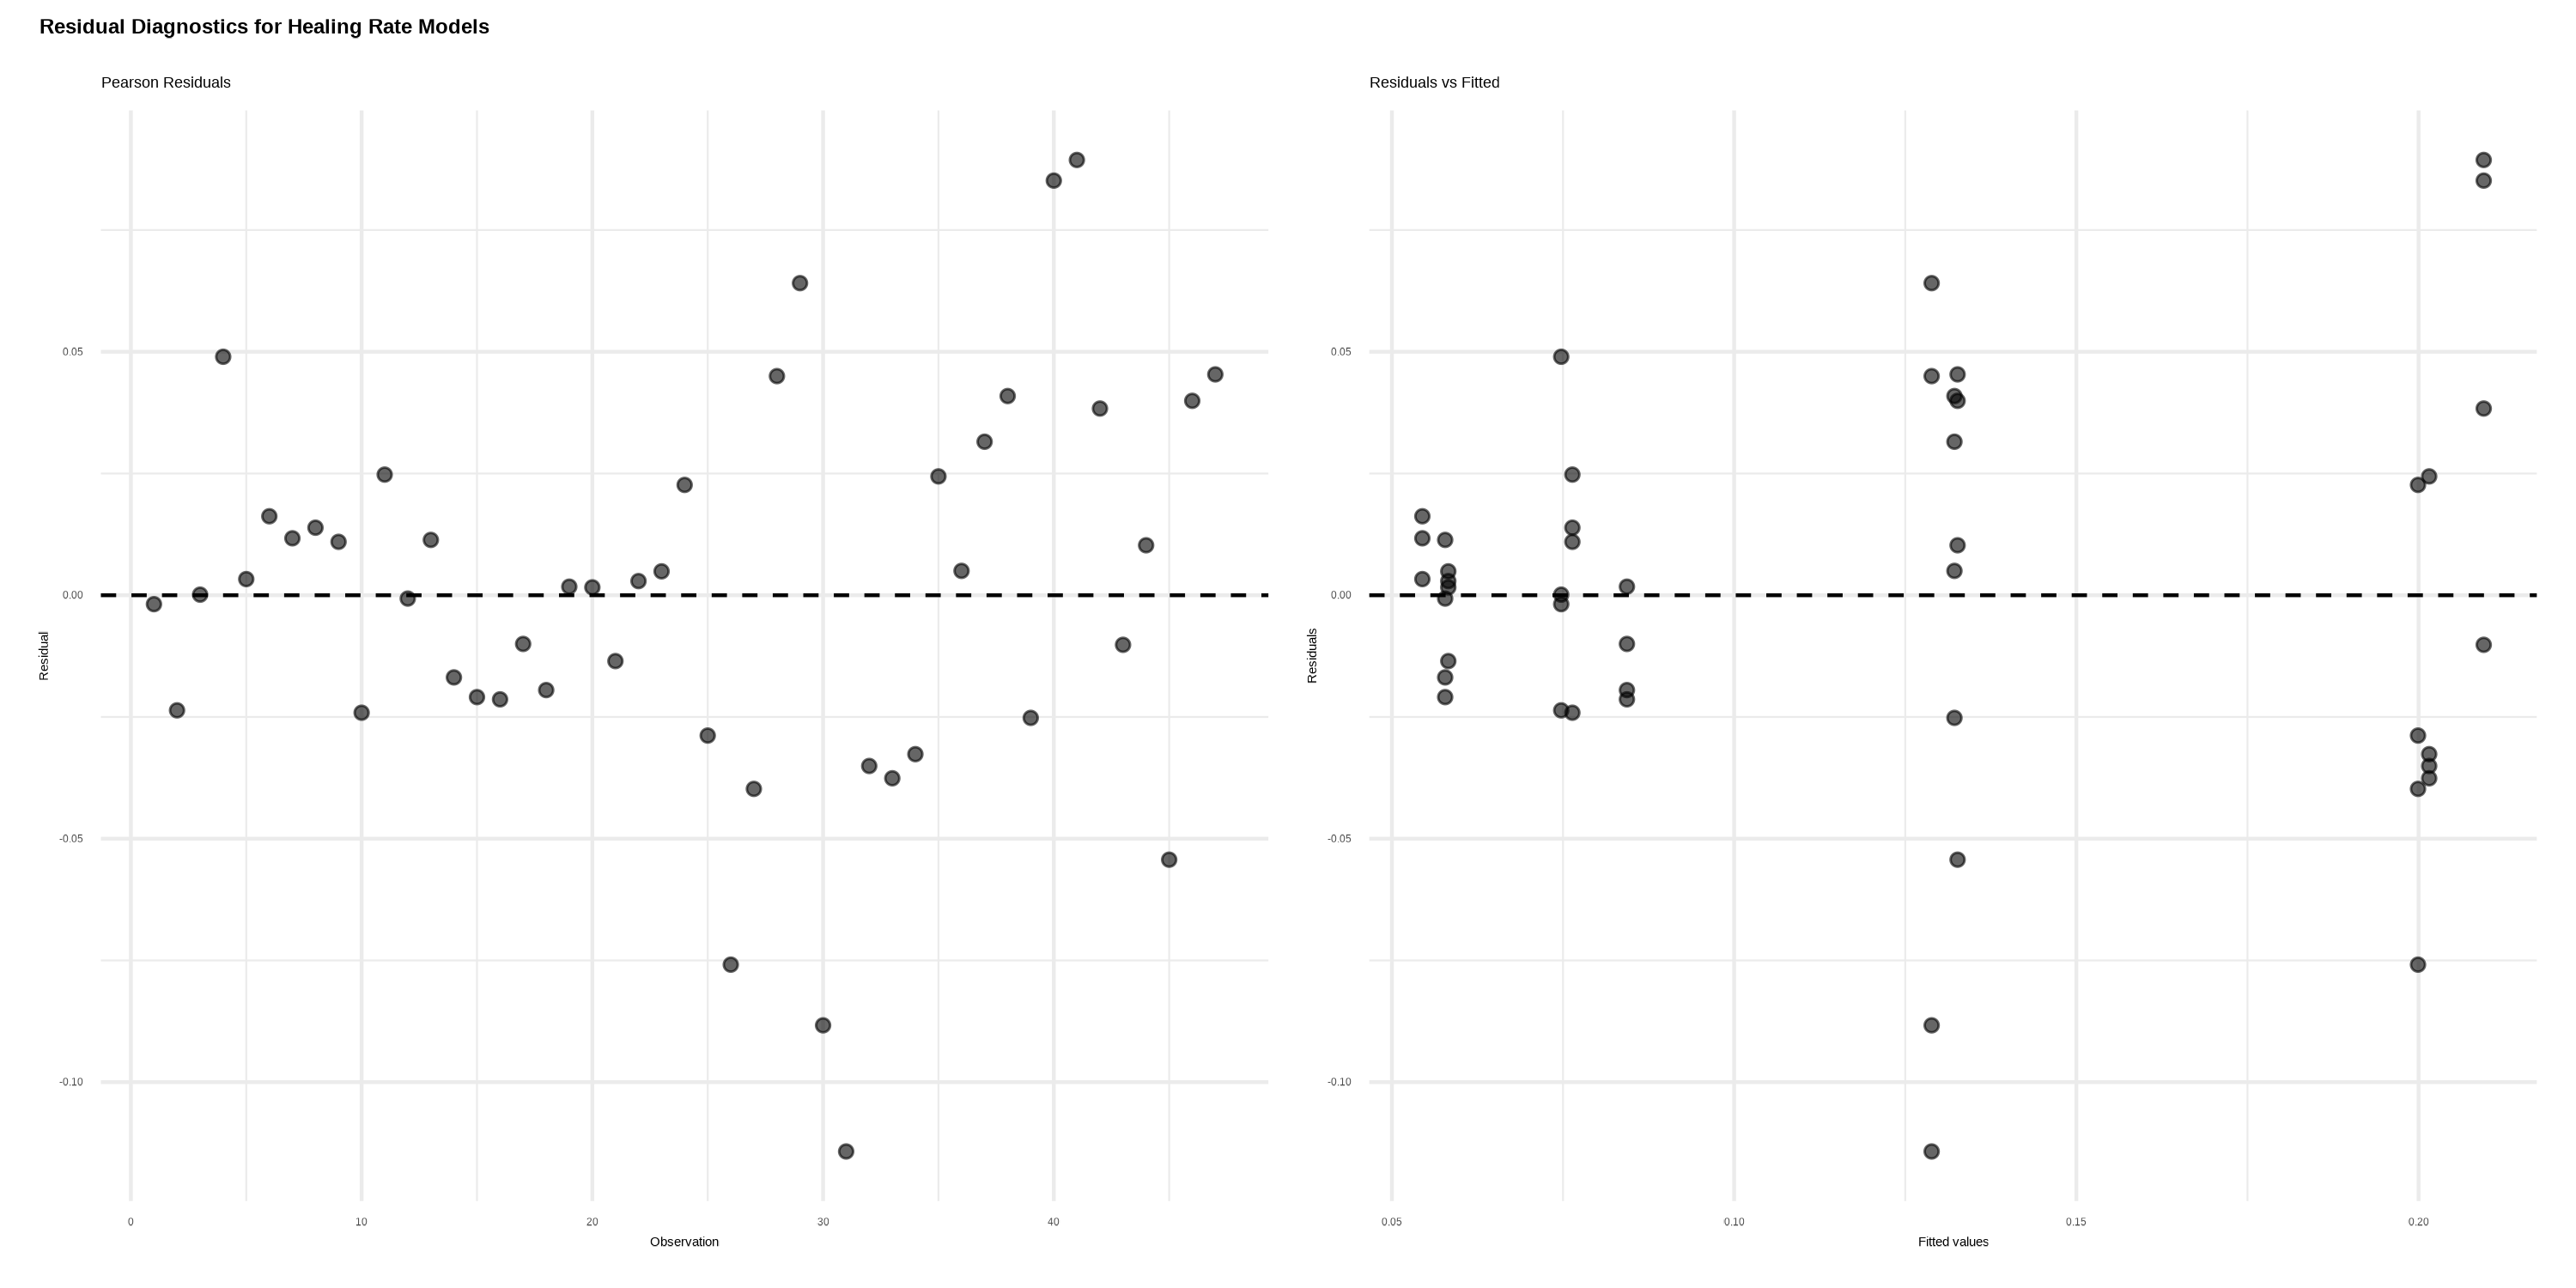 Residual Diagnostics for Healing Rate Models
Pearson Residuals
Residual
0.05
0.00
-0.05
-0.10
0
10
20
30
40
Observation
Residuals vs Fitted
Residuals
0.05
0.00
-0.05
-0.10
0.05
0.10
0.15
0.20
Fitted values